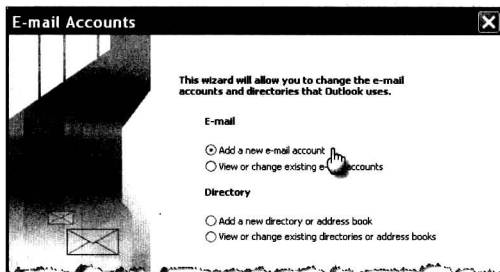 E-mail Accounts
This wizard will allow you to change the e-mail
accounts and directories that Outlook uses.
E-mail
Add a new e-mail account
View or change existing e- accounts
Directory
Add a new directory or address book
View or change existing directories or address books